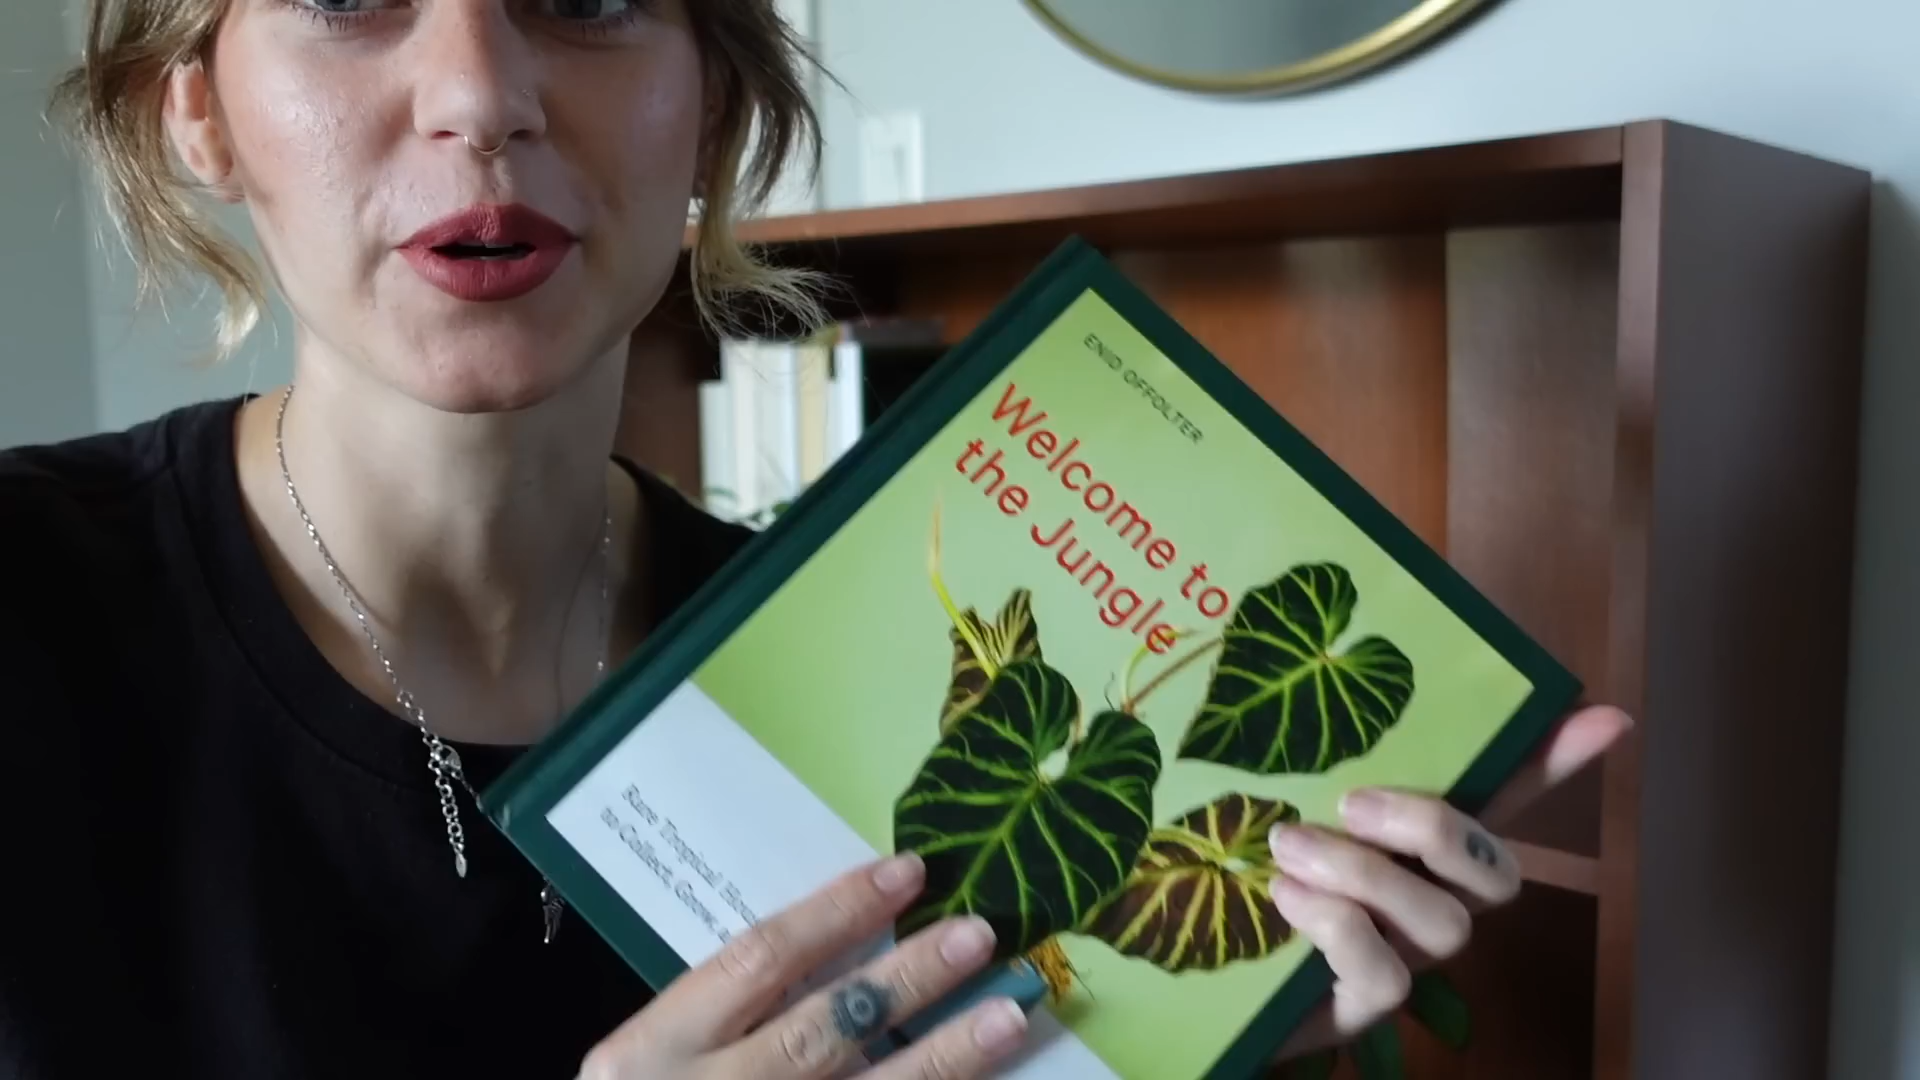 ENID OFFOLTER
Welcome to
the Jungle
Rare Tropical
to Collect, Grow,